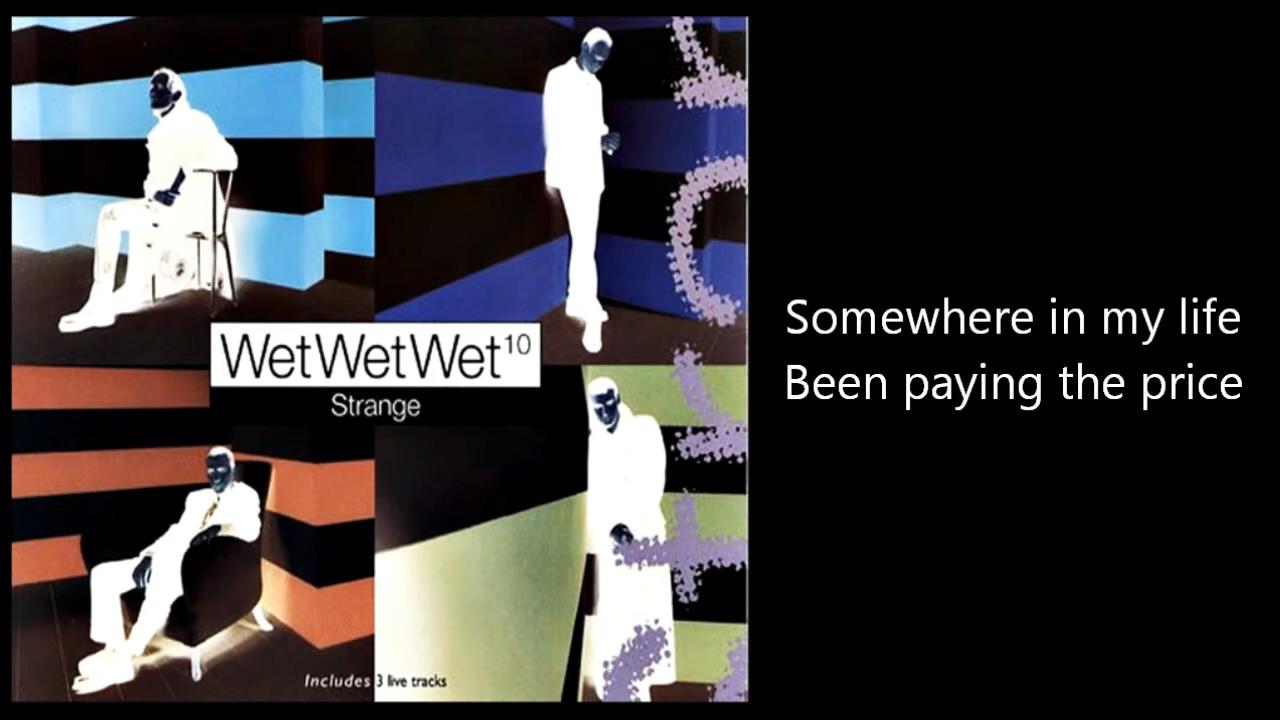 WetWetWet10
Strange
Includes 3 live tracks
Somewhere in my life
Been paying the price